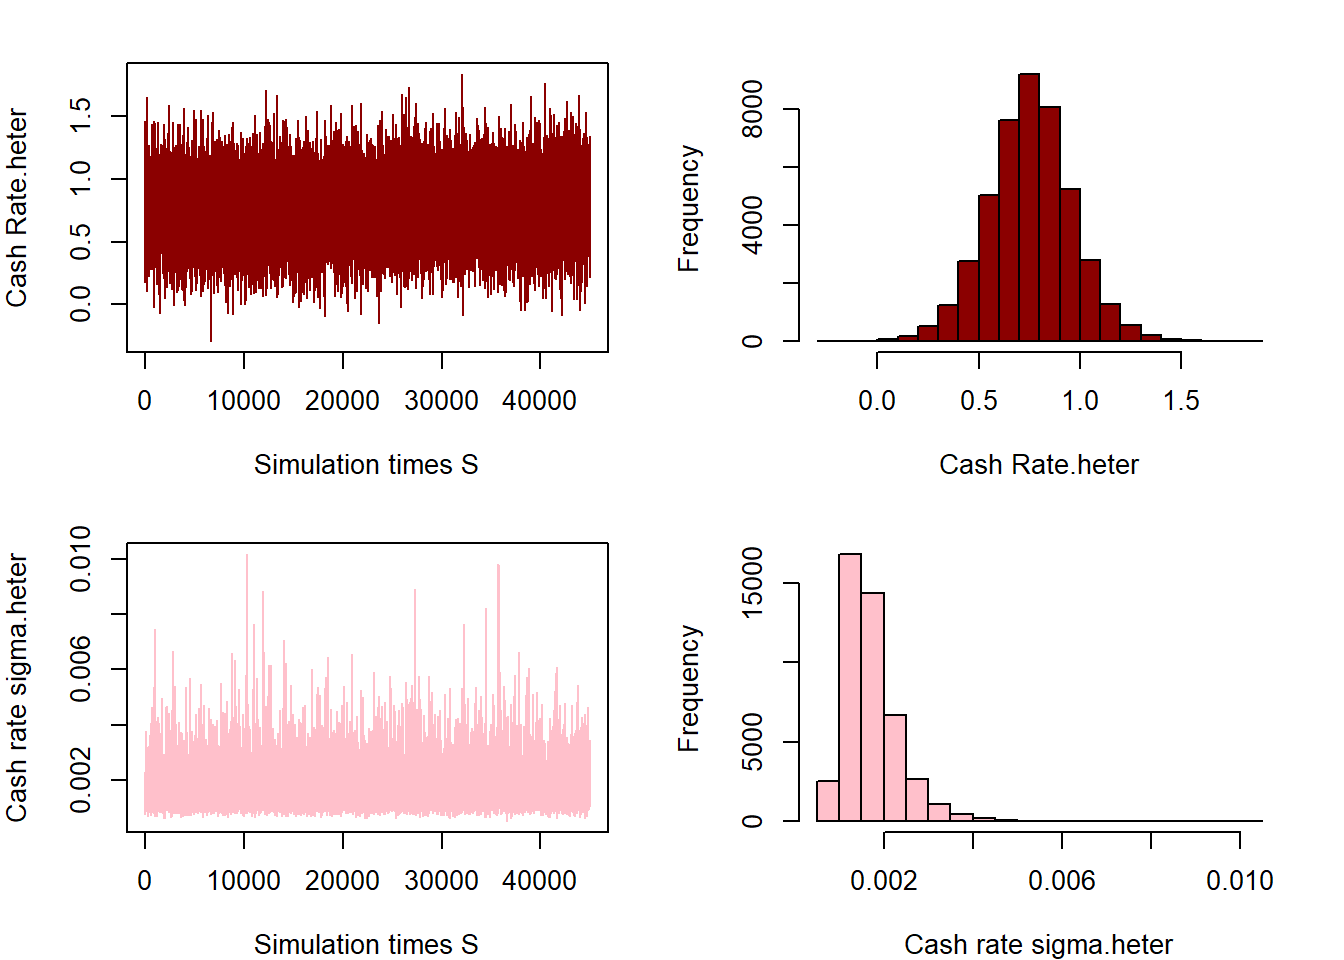 Cash Rate.heter
0.0 0.5 1.0 1.5
0 10000 20000 30000 40000
Simulation times S
Frequency
0 4000 8000
0.0 0.5 1.0 1.5
Cash Rate.heter
Cash rate sigma.heter
0.002 0.006 0.010
0 10000 20000 30000 40000
Simulation times S
Frequency
0 5000 15000
0.002 0.006 0.010
Cash rate sigma.heter